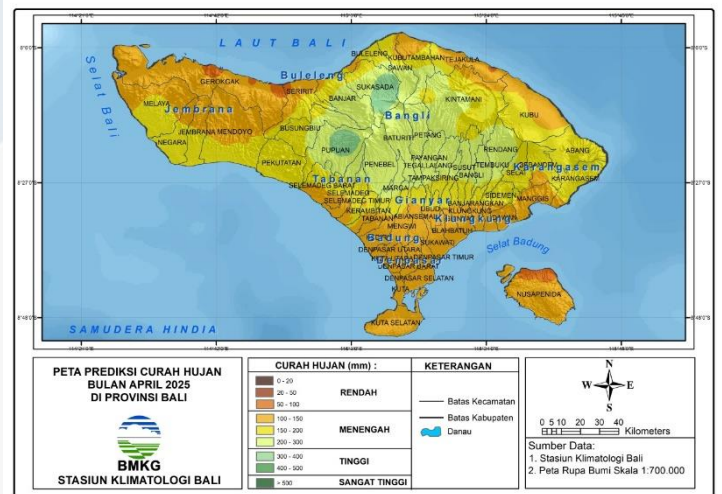 LAUT BALI
Selat Bali
BULELENG
KUBUTAMBAHAN
TEJAKULA
SAWAN
Buleleng
GEROKGAK
SERIRIT
SUKASADA
BANJAR
KINTAMANI
MELAYA
Jembrana
Bangli
KUBU
JEMBRANA
MENDOYO
BUSUNGBIU
NEGARA
PUPUAN
BATURITI
PETANG
RENDANG
ABANG
PEKUTATAN
PENEBEL
PAYANGAN
TEGALLALANG
SUSUT
TEMBUKU
Karangasem
Tabanan
TAMPAKSIRING
BANGLI
SELAT
KARANGASEM
SELEMADEG BARAT
MARGA
SIDEMEN
MANGGIS
SELEMADEG
Gianyar
BANJARANGKAN
SELEMADEG TIMUR
UBUD
KLUNGKUNG
KERAMBITAN
TABANAN
ABIANSEMAL
Klungkung
MENGWI
BLAHBATUH
Badung
SUKAWATI
Selat Badung
DENPASAR UTARA
DENPASAR TIMUR
DENPASAR BARAT
DENPASAR SELATAN
KUTA
NUSAPENIDA
KUTA SELATAN
SAMUDERA HINDIA
PETA PREDIKSI CURAH HUJAN
BULAN APRIL 2025
DI PROVINSI BALI
BMKG
STASIUN KLIMATOLOGI BALI
CURAH HUJAN (mm) :
0 - 20
20 - 50
50 - 100
RENDAH
100 - 150
150 - 200
200 - 300
MENENGAH
300 - 400
400 - 500
TINGGI
> 500
SANGAT TINGGI
KETERANGAN
Batas Kecamatan
Batas Kabupaten
Danau
N
W
E
S
0 5 10 20 30 40
Kilometers
Sumber Data:
1. Stasiun Klimatologi Bali
2. Peta Rupa Bumi Skala 1:700.000